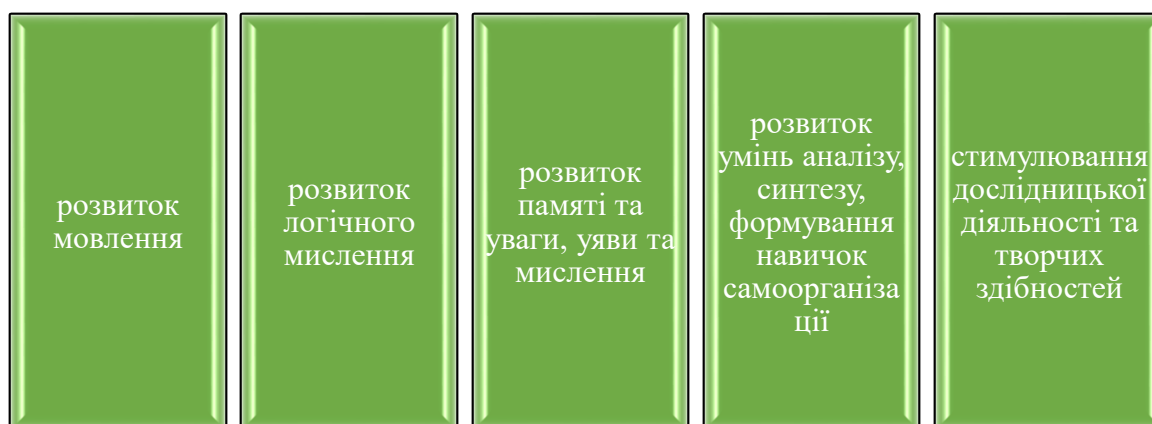 розвиток
мовлення
розвиток
логічного
мислення
розвиток
памяті та
уваги, уяви та
мислення
розвиток
умінь аналізу,
синтезу,
формування
навичок
самоорганіза
ції
стимулювання
дослідницької
діяльності та
творчих
здібностей